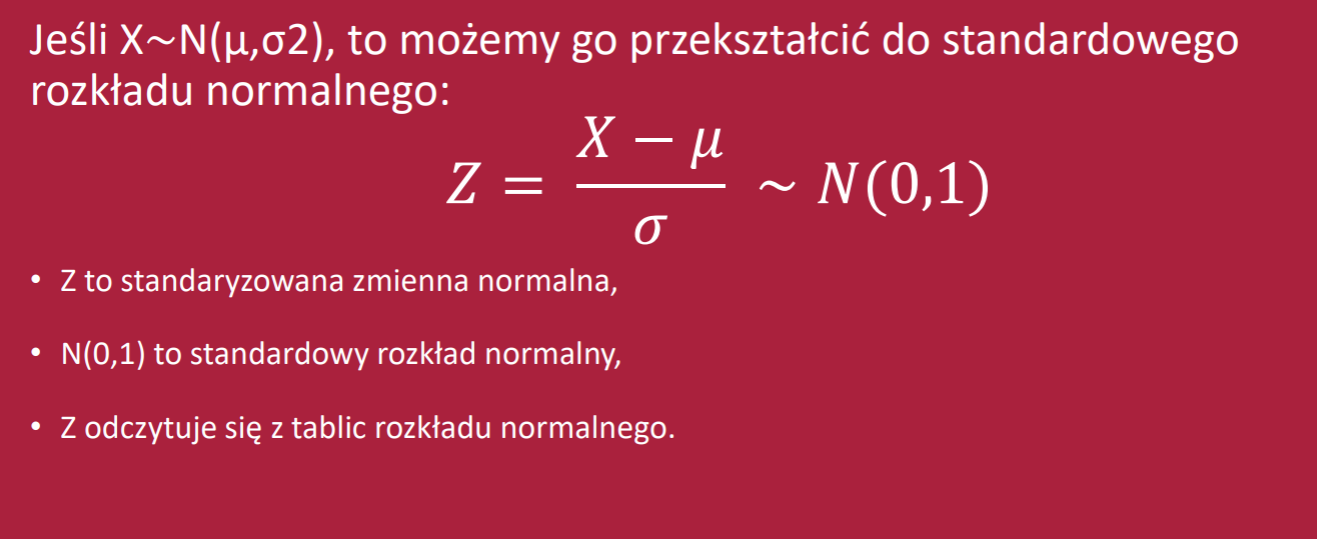 Jeśli X~N(μ,σ2), to możemy go przekształcić do standardowego
rozkładu normalnego:
Z = \frac{X − μ}{σ} ~ N(0,1)
• Z to standaryzowana zmienna normalna,
• N(0,1) to standardowy rozkład normalny,
• Z odczytuje się z tablic rozkładu normalnego.